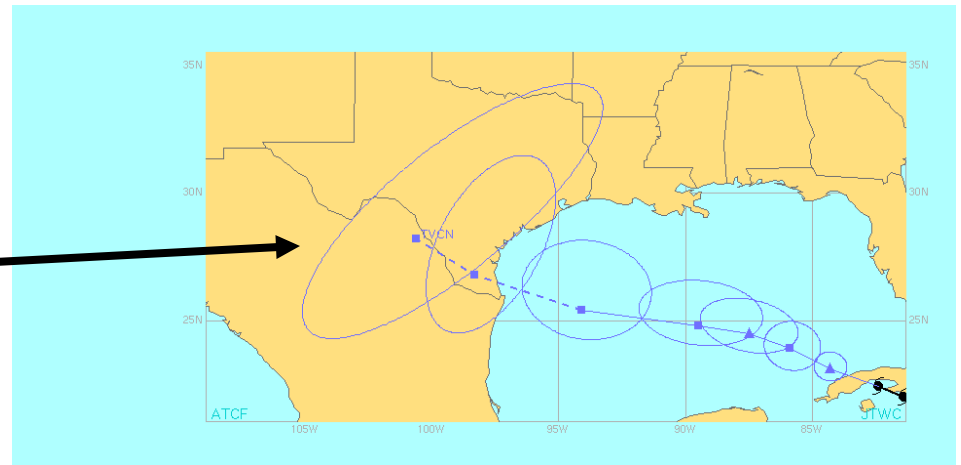 35N 35N
30N 30N
TVCN
25N 25N
ATCF JTWC
105W 100W 95W 90W 85W